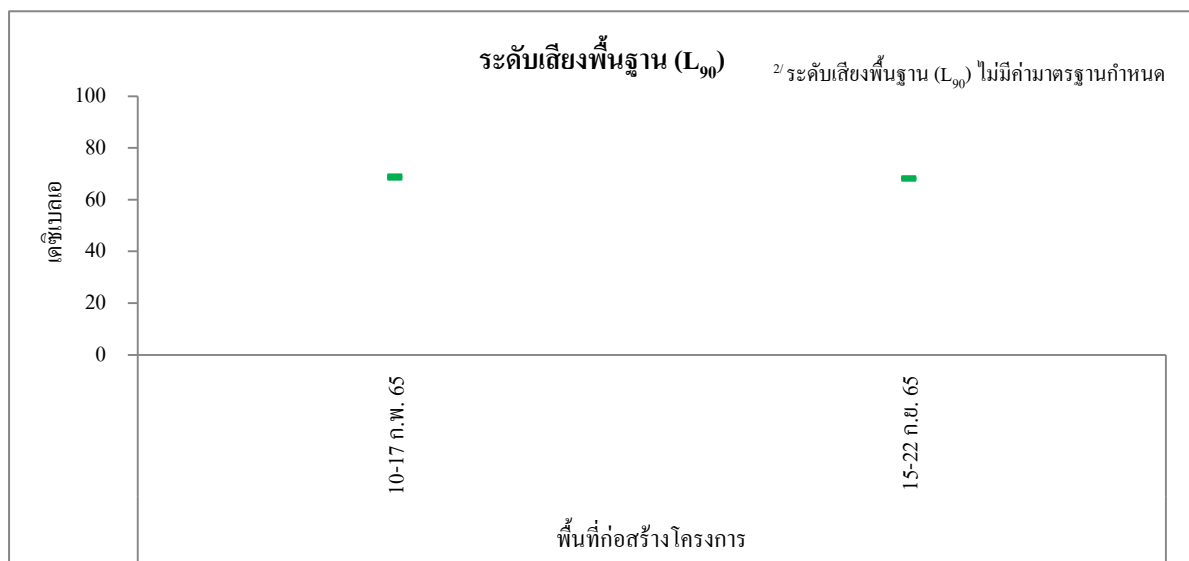 ระดับเสียงพื้นฐาน (L90)
2/ ระดับเสียงพื้นฐาน (L90) ไม่มีค่ามาตรฐานกำหนด
เดซิเบลเอ
100
80
60
40
20
0
10-17 ก.พ. 65
15-22 ก.ย. 65
พื้นที่ก่อสร้างโครงการ